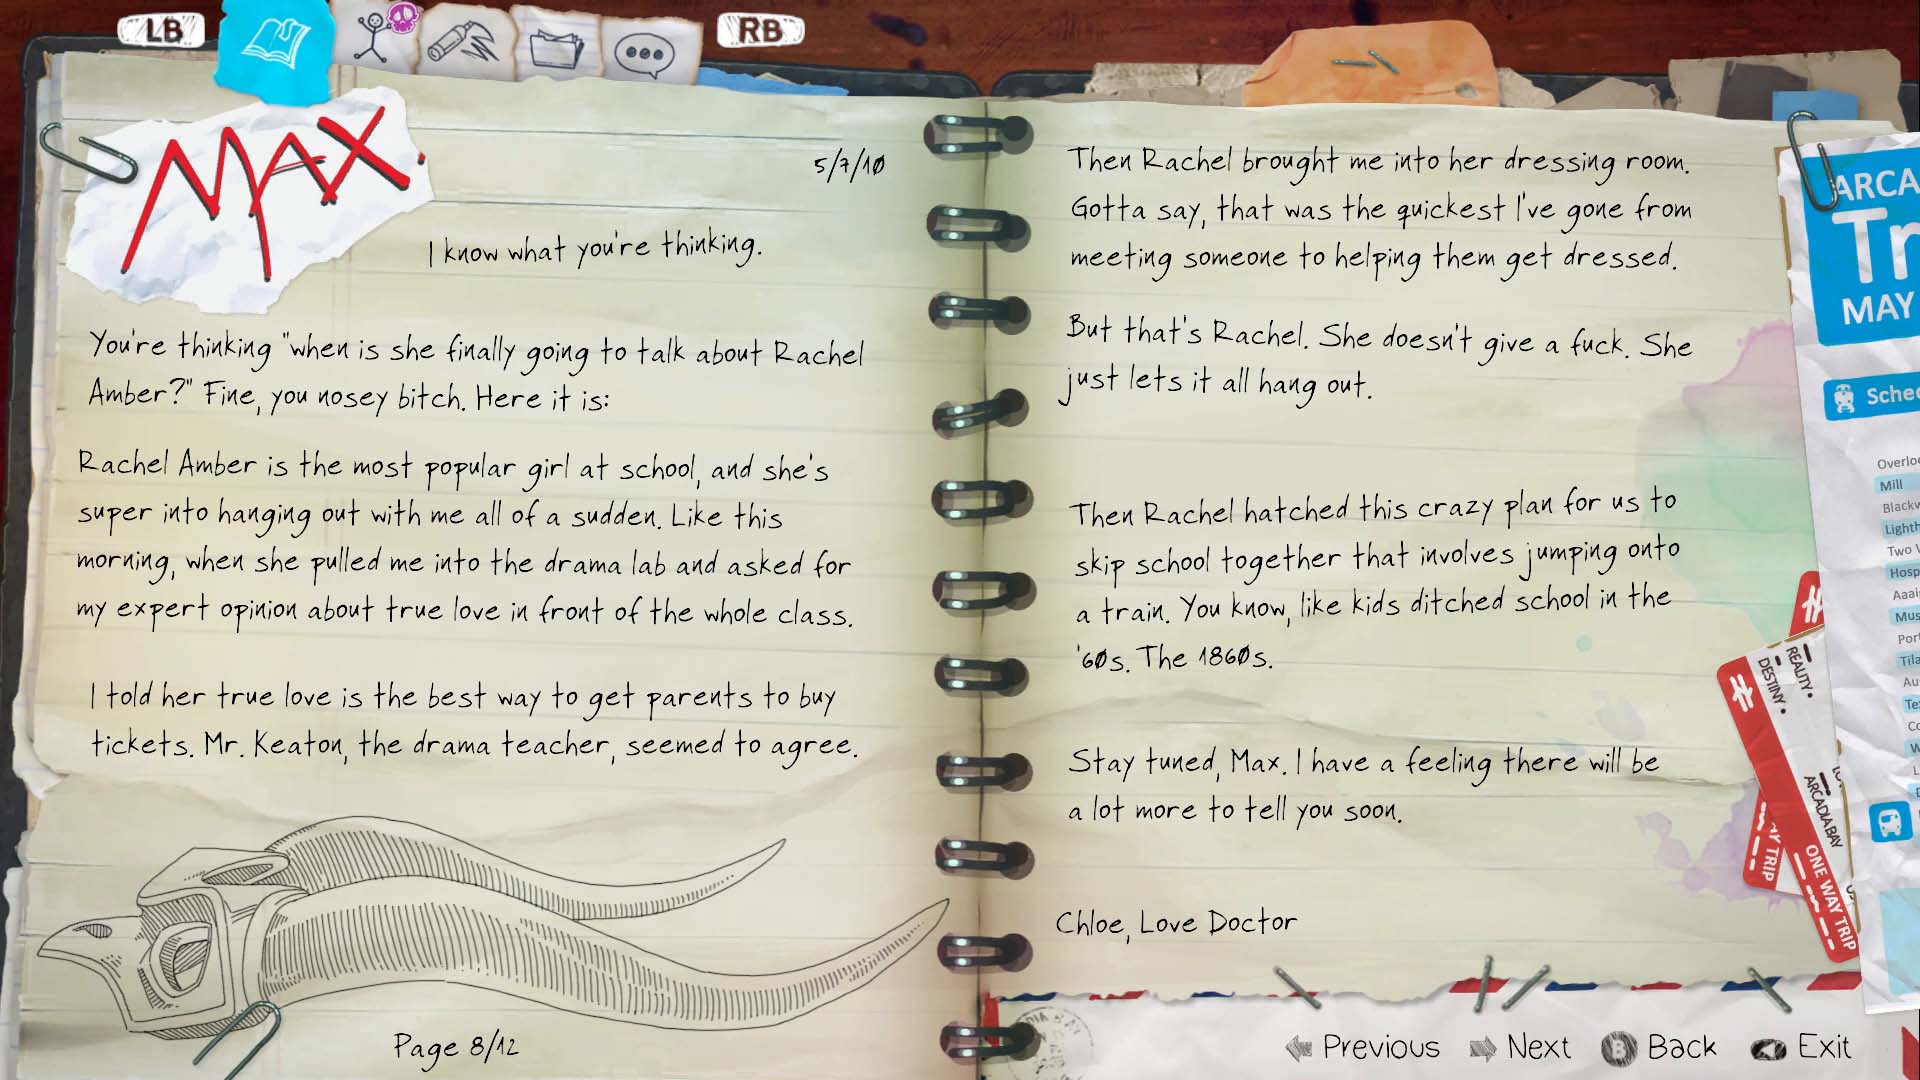 LB
RB
MAX.
5/7/10
I know what you're thinking.
You're thinking "when is she finally going to talk about Rachel
Amber?" Fine, you nosey bitch. Here it is:
Rachel Amber is the most popular girl at school, and she's
super into hanging out with me all of a sudden. Like this
morning, when she pulled me into the drama lab and asked for
my expert opinion about true love in front of the whole class.
I told her true love is the best way to get parents to buy
tickets. Mr. Keaton, the drama teacher, seemed to agree.
Page 8/12
Then Rachel brought me into her dressing room.
Gotta say, that was the quickest I've gone from
meeting someone to helping them get dressed.
But that's Rachel. She doesn't give a fuck. She
just lets it all hang out.
Then Rachel hatched this crazy plan for us to
skip school together that involves jumping onto
a train. You know, like kids ditched school in the
'60s. The 1860s.
Stay tuned, Max. I have a feeling there will be
a lot more to tell you soon.
Chloe, Love Doctor
ARCA
Tr
MAY
Sched
Overloo
Mill
Blackw
Lighth
Two W
Hosp
Aaai
Mus
Port
Tila
Au
Te
Co
W
L
REALITY
DESTINY
ARCADIA BAY
ONE WAY TRIP
AY TRIP
Previous
Next
B Back
Exit